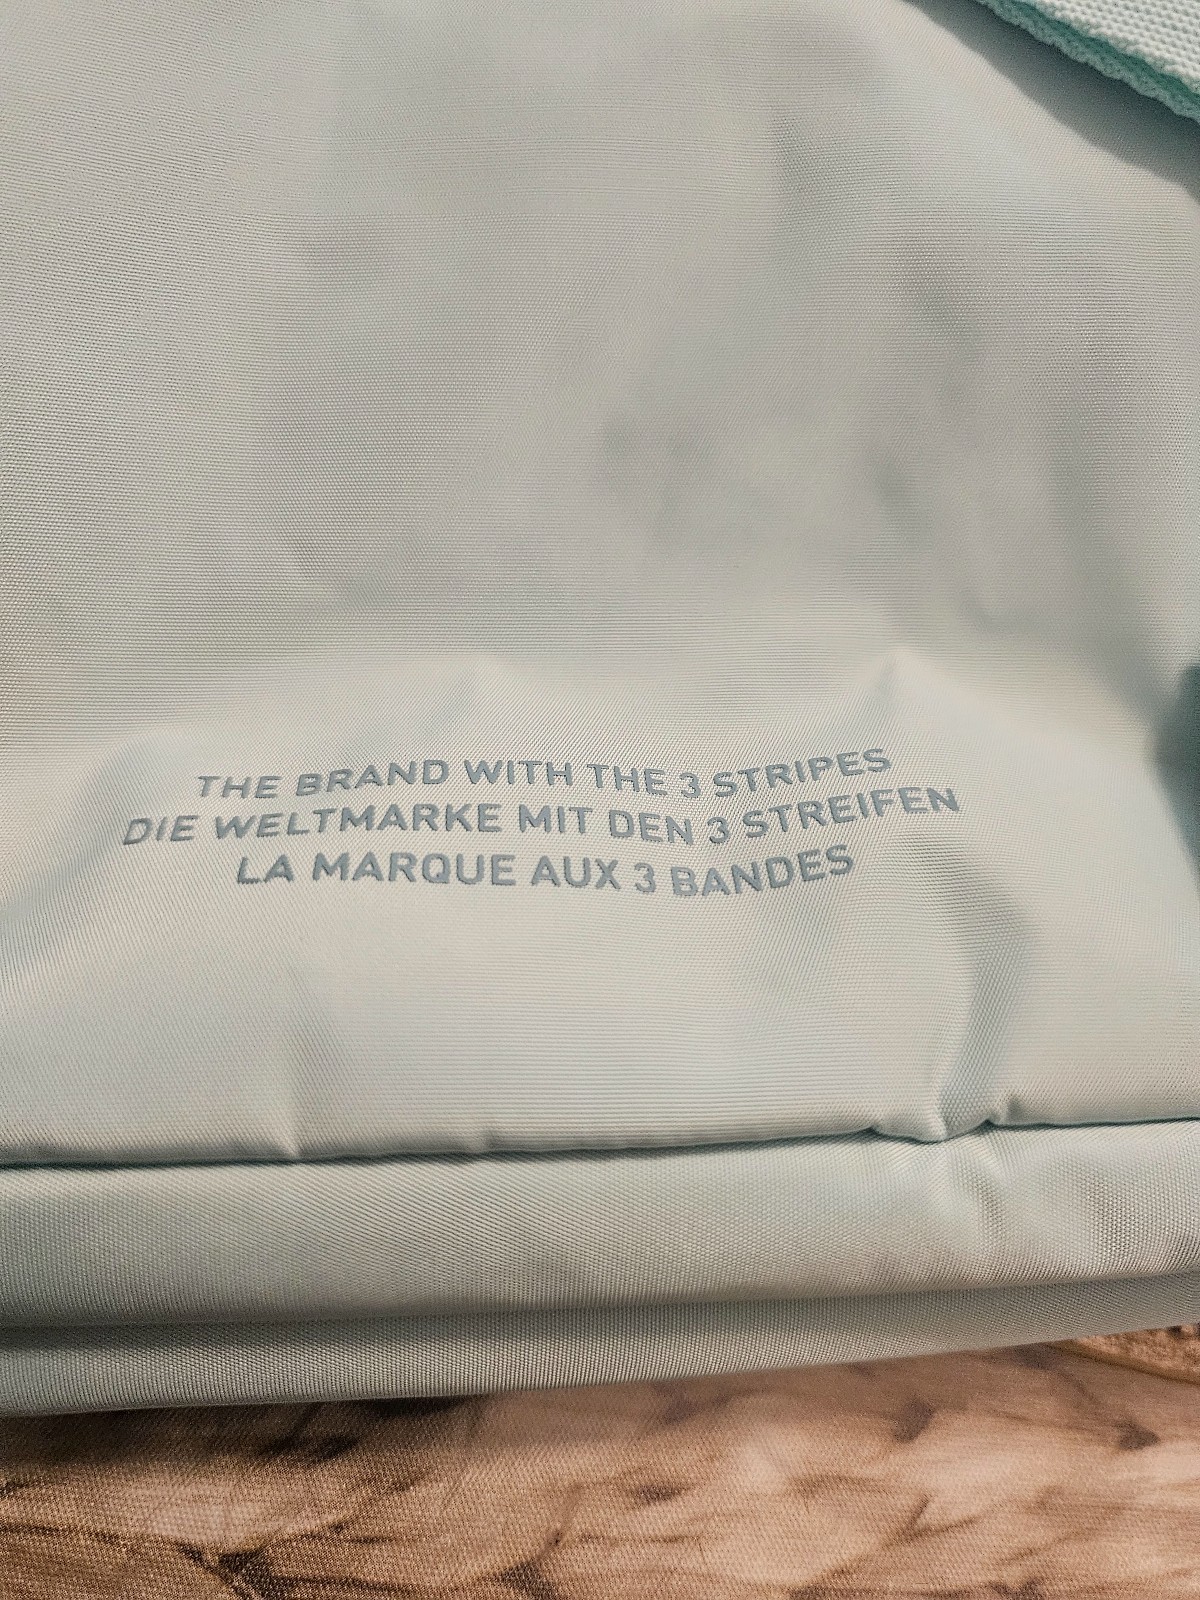 THE BRAND WITH THE 3 STRIPES
DIE WELTMARKE MIT DEN 3 STREIFEN
LA MARQUE AUX 3 BANDES